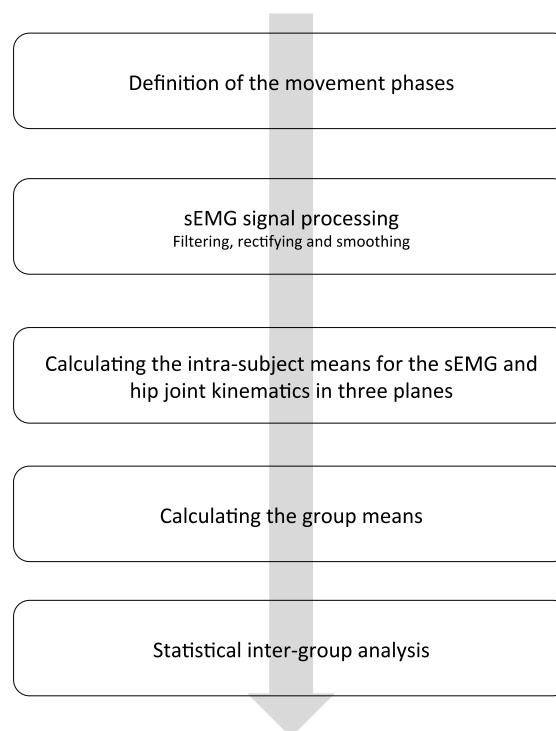 Definition of the movement phases
sEMG signal processing
Filtering, rectifying and smoothing
Calculating the intra-subject means for the sEMG and
hip joint kinematics in three planes
Calculating the group means
Statistical inter-group analysis